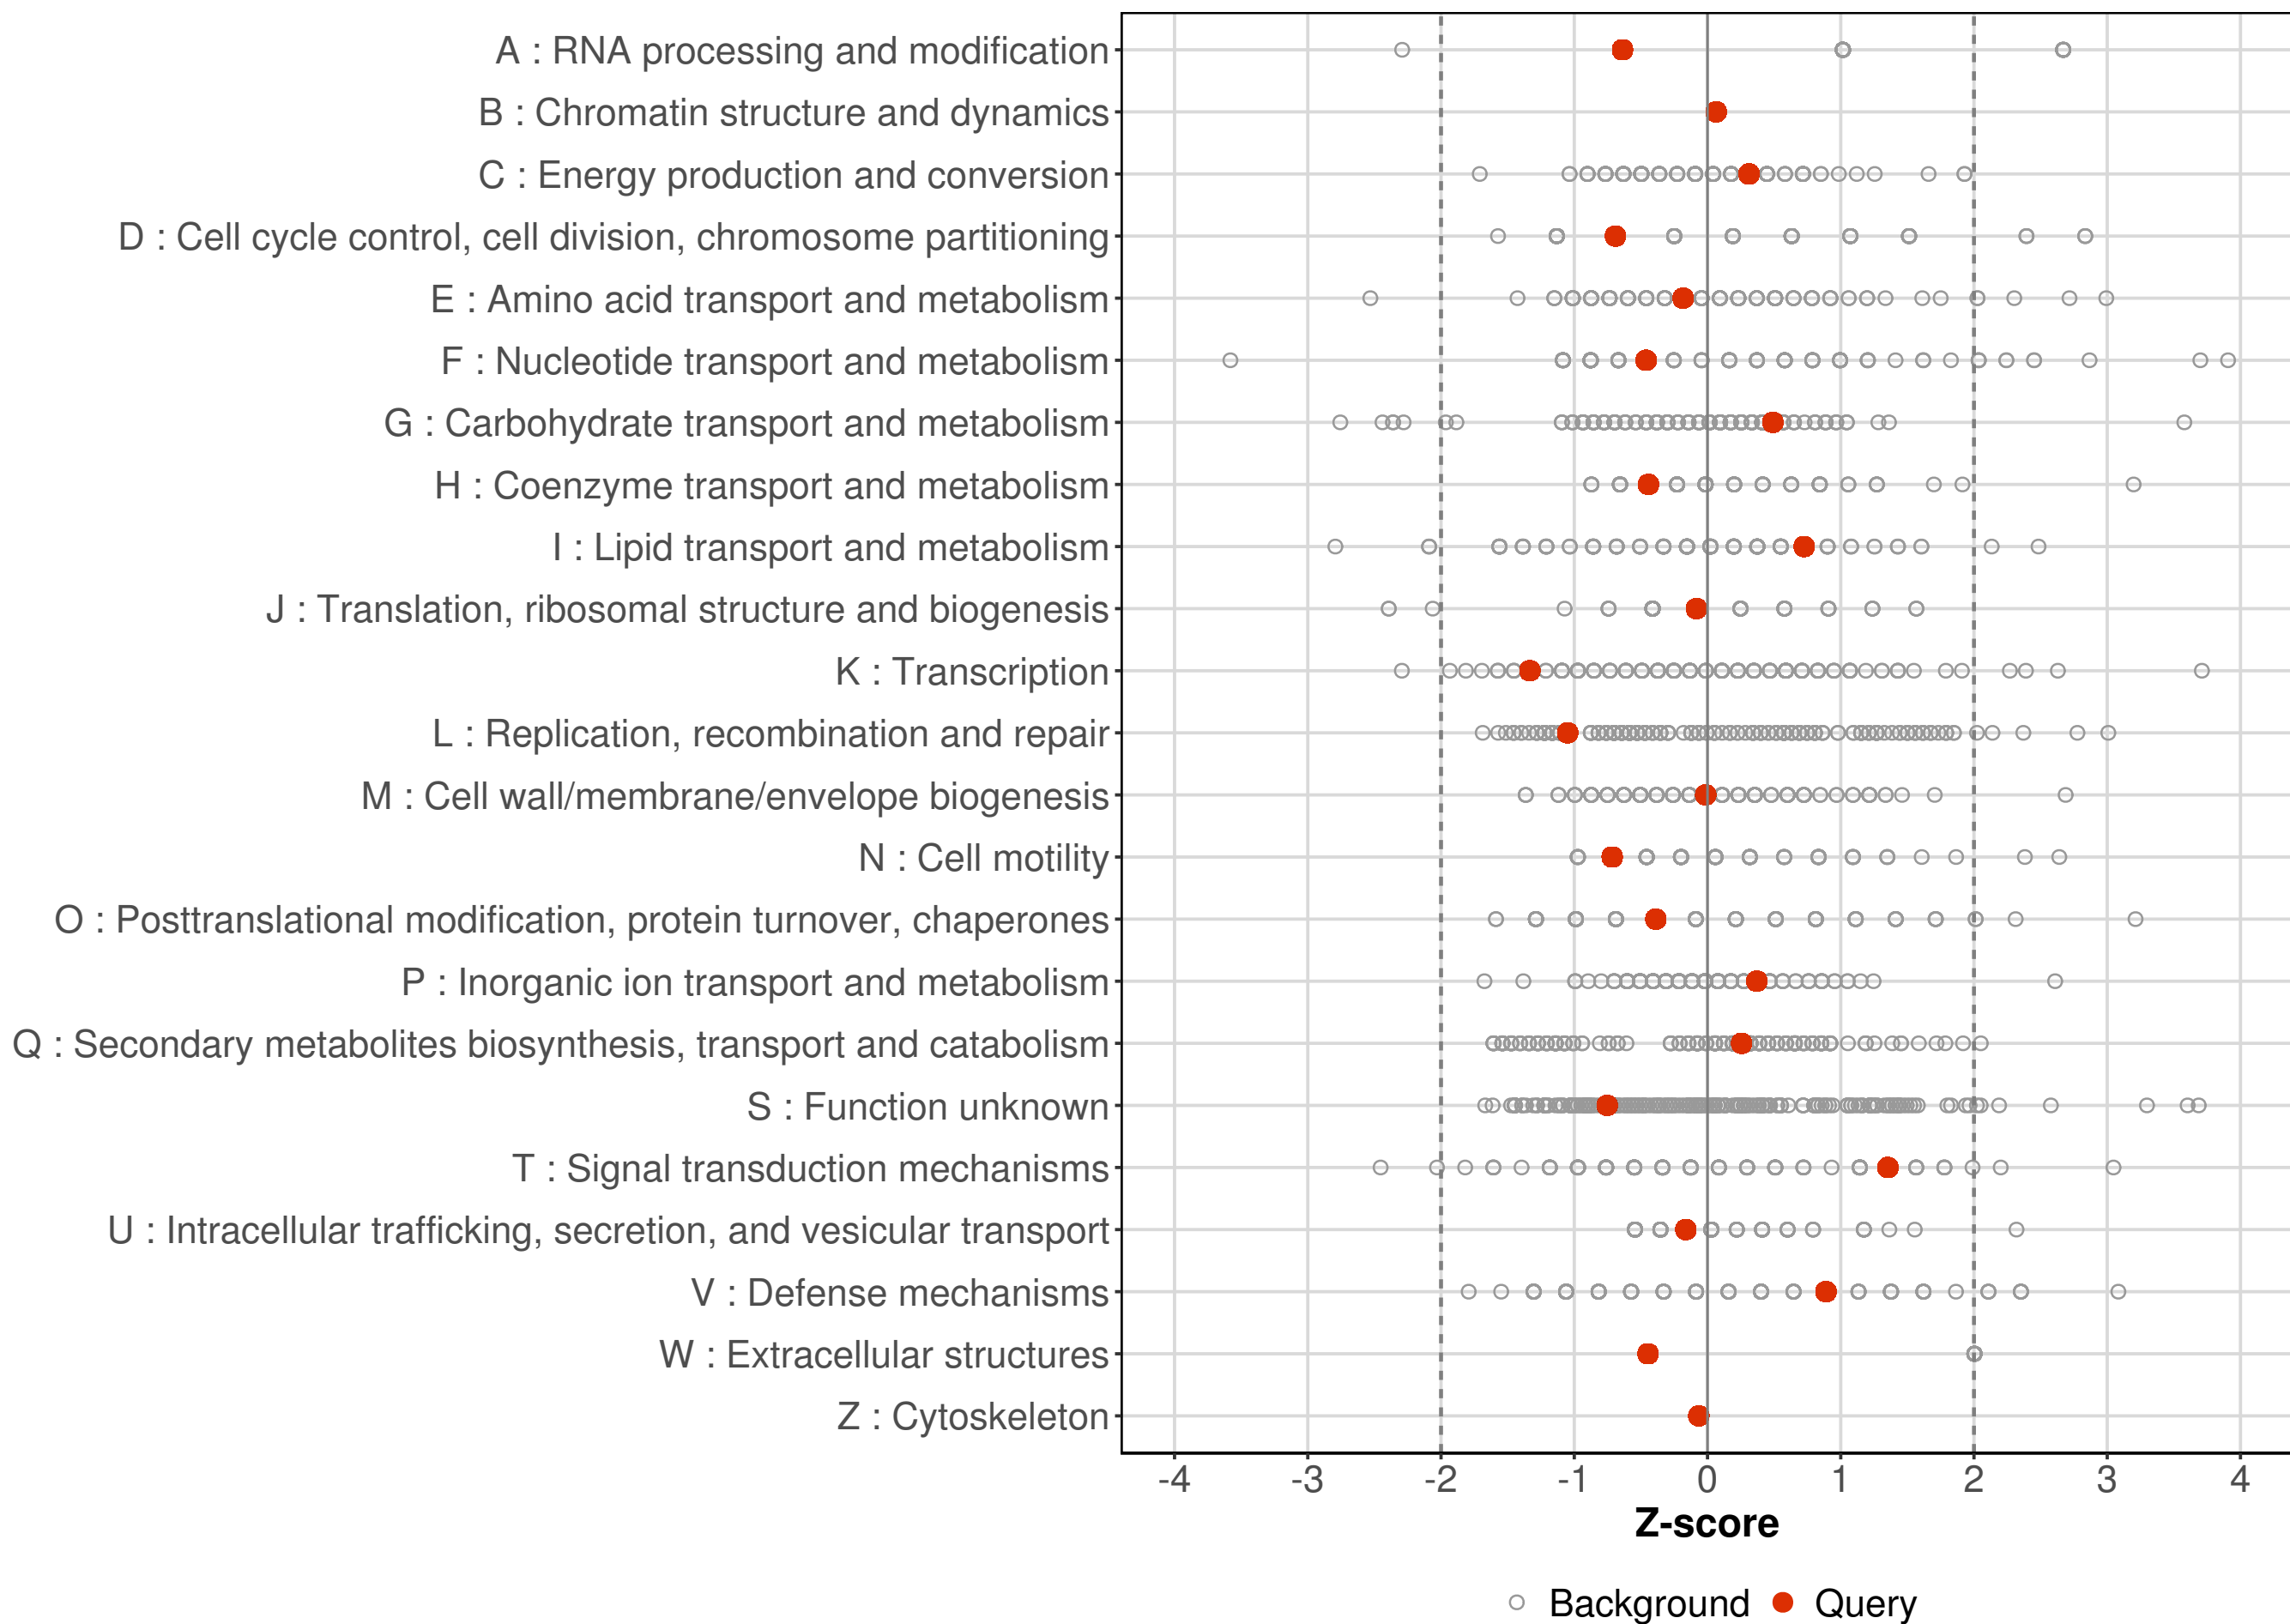 A : RNA processing and modification
B : Chromatin structure and dynamics
C : Energy production and conversion
D : Cell cycle control, cell division, chromosome partitioning
E : Amino acid transport and metabolism
F : Nucleotide transport and metabolism
G : Carbohydrate transport and metabolism
H : Coenzyme transport and metabolism
I : Lipid transport and metabolism
J : Translation, ribosomal structure and biogenesis
K : Transcription
L : Replication, recombination and repair
M : Cell wall/membrane/envelope biogenesis
N : Cell motility
O : Posttranslational modification, protein turnover, chaperones
P : Inorganic ion transport and metabolism
Q : Secondary metabolites biosynthesis, transport and catabolism
S : Function unknown
T : Signal transduction mechanisms
U : Intracellular trafficking, secretion, and vesicular transport
V : Defense mechanisms
W : Extracellular structures
Z : Cytoskeleton
-4 -3 -2 -1 0 1 2 3 4
Z-score
Background Query